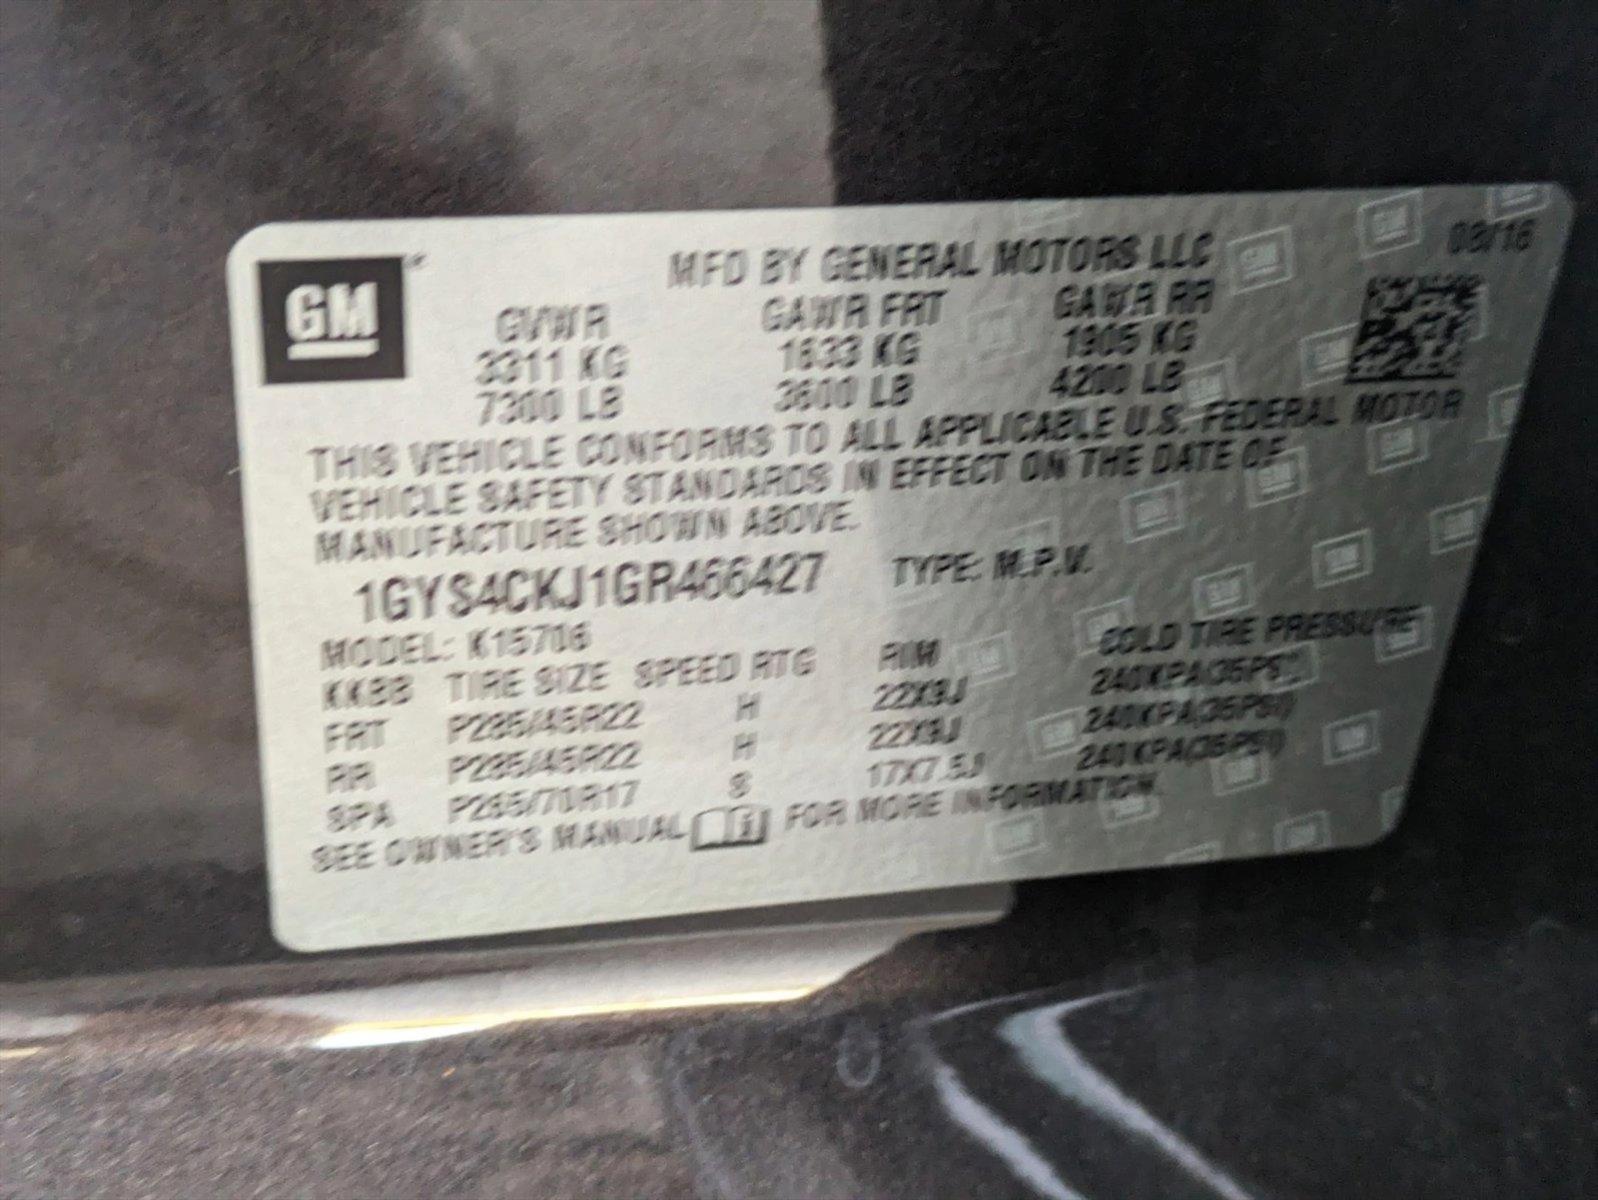 GM
MFD BY GENERAL MOTORS LLC 03/16
GVWR GAWR FRT GAWR RR
3311 KG 1633 KG 1905 KG
7300 LB 3600 LB 4200 LB
THIS VEHICLE CONFORMS TO ALL APPLICABLE U.S. FEDERAL MOTOR
VEHICLE SAFETY STANDARDS IN EFFECT ON THE DATE OF
MANUFACTURE SHOWN ABOVE.
1GYS4CKJ1GR466427 TYPE: M.P.V.
MODEL: K15706
KKBB TIRE SIZE SPEED RTG RIM COLD TIRE PRESSURE
FRT P285/45R22 H 22X9J 240KPA(35PSI)
RR P285/45R22 H 22X9J 240KPA(35PSI)
SPA P265/70R17 S 17X7.5J 240KPA(35PSI)
SEE OWNER'S MANUAL FOR MORE INFORMATION.